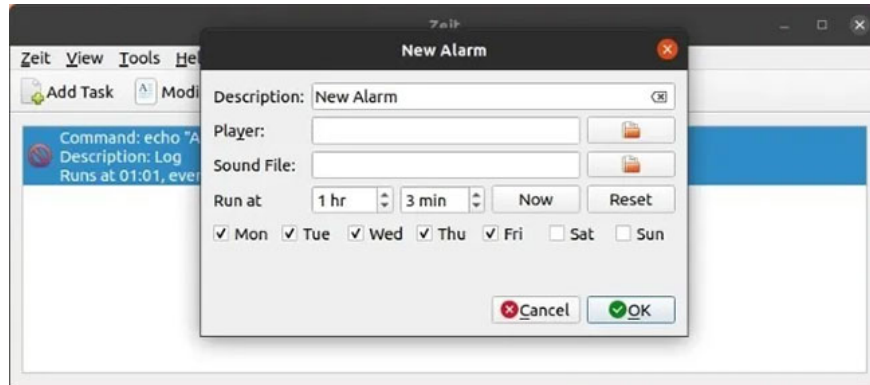 Zeit
New Alarm
Zeit View Tools Hel
Add Task Modi
Description: New Alarm
Player:
Sound File:
Run at 1 hr 3 min Now Reset
Mon Tue Wed Thu Fri Sat Sun
Cancel OK
Command: echo "A
Description: Log
Runs at 01:01, ever